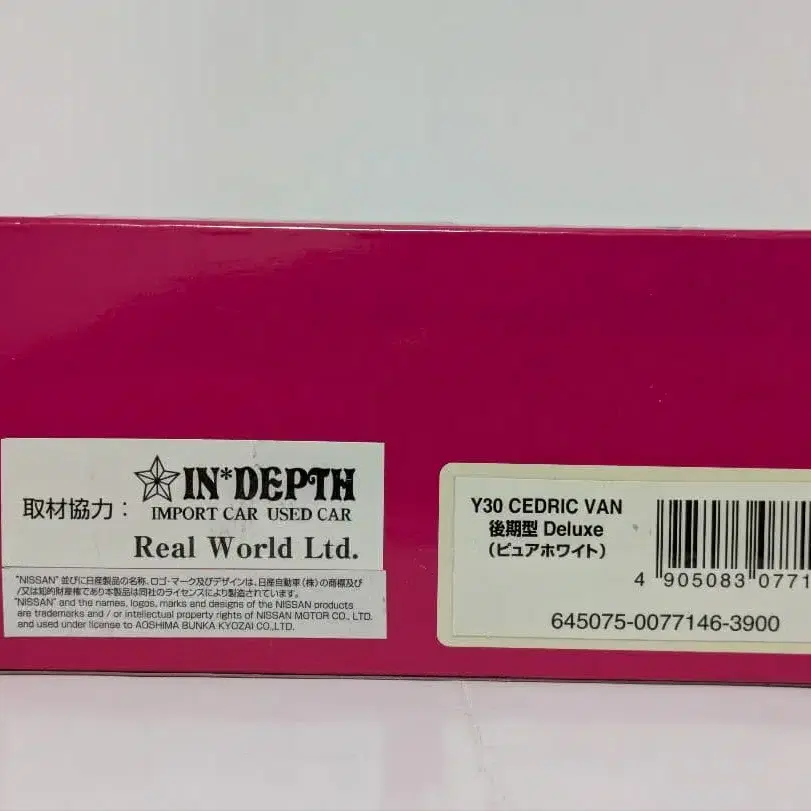 取材協力：
IN*DEPTH
IMPORT CAR USED CAR
Real World Ltd.
"NISSAN" 並びに日産製品の名称、ロゴ・マーク及びデザインは、日産自動車(株)の商標及び
/又は知的財産権であり本製品は同社のライセンスにより製造されています。
"NISSAN" and the names, logos, marks and designs of the NISSAN products
are trademarks and / or intellectual property rights of NISSAN MOTOR CO., LTD.
and used under license to AOSHIMA BUNKA KYOZAI CO.,LTD.
Y30 CEDRIC VAN
後期型 Deluxe
(ピュアホワイト)
4 905083 0771
645075-0077146-3900